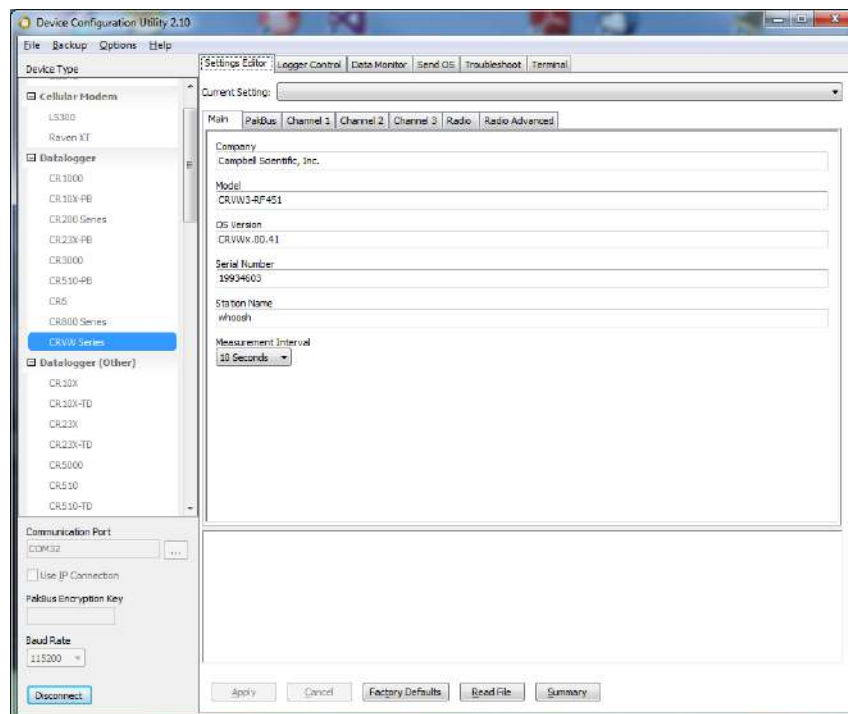 Device Configuration Utility 2.10
File Backup Options Help
Device Type
Settings Editor Logger Control Data Monitor Send OS Troubleshoot Terminal
Current Setting:
Main PakBus Channel 1 Channel 2 Channel 3 Radio Radio Advanced
Cellular Modem
LS300
Raven XT
Datalogger
CR1000
CR10X-PB
CR200 Series
CR23X-PB
CR3000
CR510-PB
CR6
CR800 Series
CRVW Series
Datalogger (Other)
CR10X
CR10X-TD
CR23X
CR23X-TD
CR5000
CR510
CR510-TD
Company
Campbell Scientific, Inc.
Model
CRVW3-RF451
OS Version
CRVWx.00.41
Serial Number
19934603
Station Name
whoosh
Measurement Interval
10 Seconds
Communication Port
COM32
...
Use IP Connection
PakBus Encryption Key
Baud Rate
115200
Disconnect
Apply Cancel Factory Defaults Read File Summary